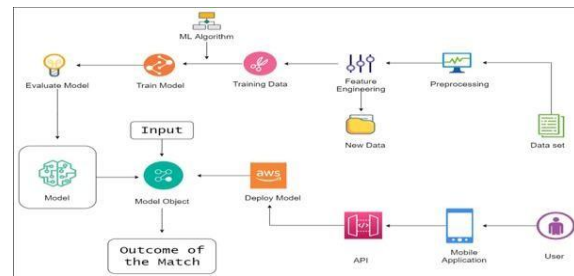 ML Algorithm
Evaluate Model
Train Model
Training Data
Feature
Engineering
Preprocessing
Input
New Data
Data set
aws
Model
Model Object
Deploy Model
Outcome of
the Match
API
Mobile
Application
User